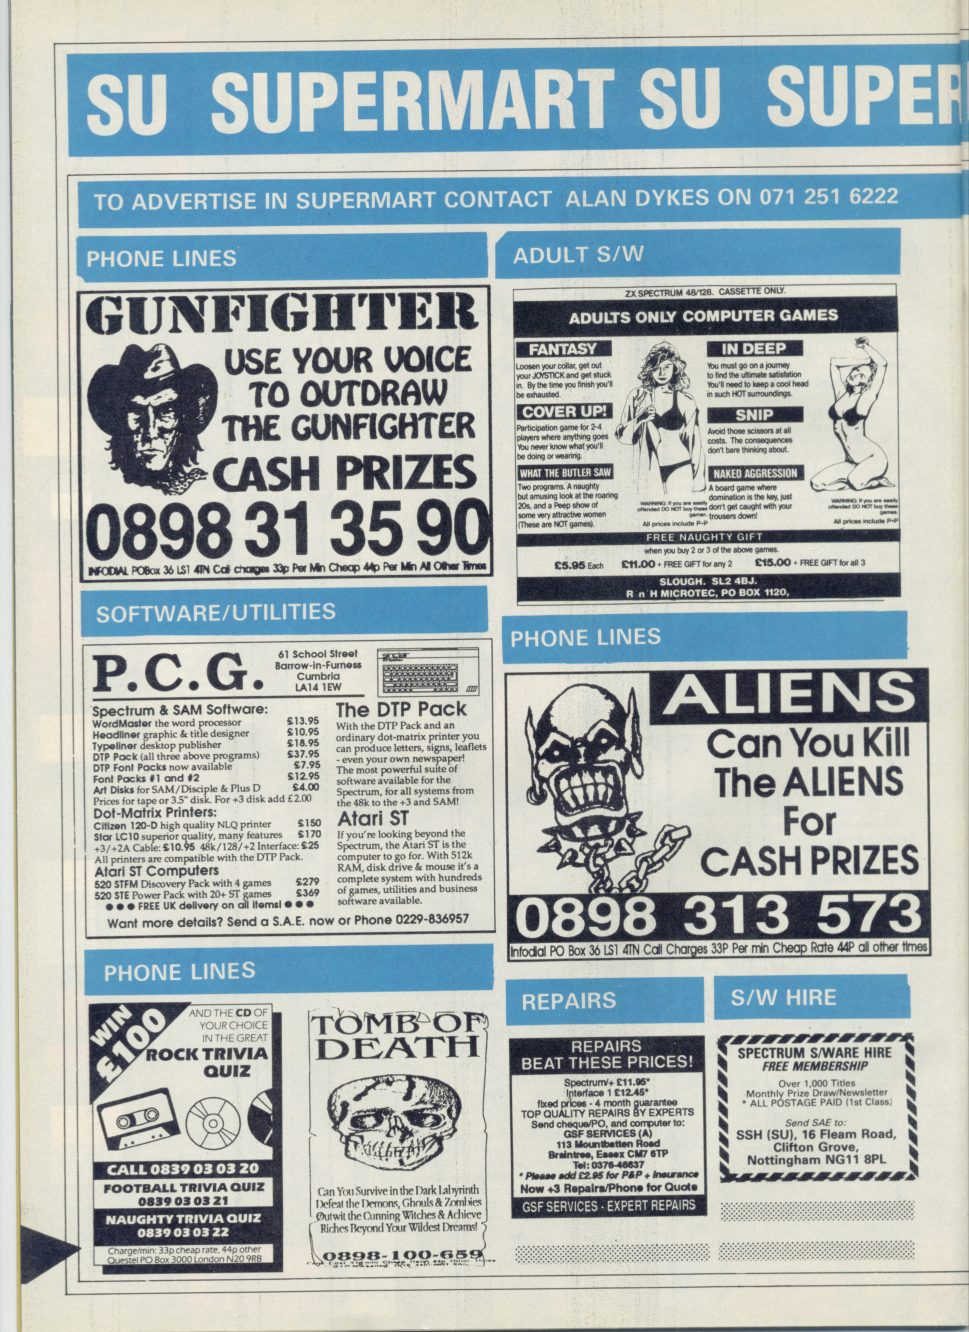 SU SUPERMART SU SUPER
TO ADVERTISE IN SUPERMART CONTACT ALAN DYKES ON 071 251 6222
PHONE LINES
GUNFIGHTER
USE YOUR VOICE
TO OUTDRAW
THE GUNFIGHTER
CASH PRIZES
0898 31 35 90
INFODIAL POBox 36 LS1 4TN Call charges 33p Per Min Cheap 44p Per Min All Other Times
SOFTWARE/UTILITIES
P.C.G.
61 School Street
Barrow-in-Furness
Cumbria
LA14 1EW
Spectrum & SAM Software:
WordMaster the word processor £13.95
Headliner graphic & title designer £10.95
Typeliner desktop publisher £18.95
DTP Pack (all three above programs) £37.95
DTP Font Packs now available £7.95
Font Packs #1 and #2 £12.95
Art Disks for SAM/Disciple & Plus D £4.00
Prices for tape or 3.5" disk. For +3 disk add £2.00
Dot-Matrix Printers:
Citizen 120-D high quality NLQ printer £150
Star LC10 superior quality, many features £170
+3/+2A Cable: £10.95 48k/128/+2 Interface: £25
All printers are compatible with the DTP Pack.
Atari ST Computers
520 STFM Discovery Pack with 4 games £279
520 STE Power Pack with 20+ ST games £369
● ● ● FREE UK delivery on all items! ● ● ●
The DTP Pack
With the DTP Pack and an
ordinary dot-matrix printer you
can produce letters, signs, leaflets
- even your own newspaper!
The most powerful suite of
software available for the
Spectrum, for all systems from
the 48k to the +3 and SAM!
Atari ST
If you're looking beyond the
Spectrum, the Atari ST is the
computer to go for. With 512k
RAM, disk drive & mouse it's a
complete system with hundreds
of games, utilities and business
software available.
Want more details? Send a S.A.E. now or Phone 0229-836957
PHONE LINES
WIN
£100
AND THE CD OF
YOUR CHOICE
IN THE GREAT
ROCK TRIVIA
QUIZ
CALL 0839 03 03 20
FOOTBALL TRIVIA QUIZ
0839 03 03 21
NAUGHTY TRIVIA QUIZ
0839 03 03 22
Charge/min: 33p cheap rate, 44p other
Questel PO Box 3000 London N20 9RB
TOMB OF
DEATH
Can You Survive in the Dark Labyrinth
Defeat the Demons, Ghouls & Zombies
Outwit the Cunning Witches & Achieve
Riches Beyond Your Wildest Dreams!
0898-100-659
ADULT S/W
ZX SPECTRUM 48/128. CASSETTE ONLY.
ADULTS ONLY COMPUTER GAMES
FANTASY
Loosen your collar, get out
your JOYSTICK and get stuck
in. By the time you finish you'll
be exhausted.
COVER UP!
Participation game for 2-4
players where anything goes
You never know what you'll
be doing or wearing.
WHAT THE BUTLER SAW
Two programs. A naughty
but amusing look at the roaring
20s, and a Peep show of
some very attractive women
(These are NOT games).
WARNING: If you are easily
offended DO NOT buy these
games.
All prices include P-P
IN DEEP
You must go on a journey
to find the ultimate satisfation
You'll need to keep a cool head
in such HOT surroundings.
SNIP
Avoid those scissors at all
costs. The consequences
don't bare thinking about.
NAKED AGGRESSION
A board game where
domination is the key, just
don't get caught with your
trousers down!
WARNING: If you are easily
offended DO NOT buy these
games.
All prices include P+P
FREE NAUGHTY GIFT
when you buy 2 or 3 of the above games.
£5.95 Each £11.00 + FREE GIFT for any 2 £15.00 + FREE GIFT for all 3
SLOUGH. SL2 4BJ.
R n H MICROTEC, PO BOX 1120,
PHONE LINES
ALIENS
Can You Kill
The ALIENS
For
CASH PRIZES
0898 313 573
Infodial PO Box 36 LS1 4TN Call Charges 33P Per min Cheap Rate 44P all other times
REPAIRS
REPAIRS
BEAT THESE PRICES!
Spectrum/+ £11.95*
Interface 1 £12.45*
fixed prices - 4 month guarantee
TOP QUALITY REPAIRS BY EXPERTS
Send cheque/PO, and computer to:
GSF SERVICES (A)
113 Mountbatten Road
Braintree, Essex CM7 6TP
Tel: 0376-46637
* Please add £2.95 for P&P + Insurance
Now +3 Repairs/Phone for Quote
GSF SERVICES - EXPERT REPAIRS
S/W HIRE
SPECTRUM S/WARE HIRE
FREE MEMBERSHIP
Over 1,000 Titles
Monthly Prize Draw/Newsletter
* ALL POSTAGE PAID (1st Class)
Send SAE to:
SSH (SU), 16 Fleam Road,
Clifton Grove,
Nottingham NG11 8PL